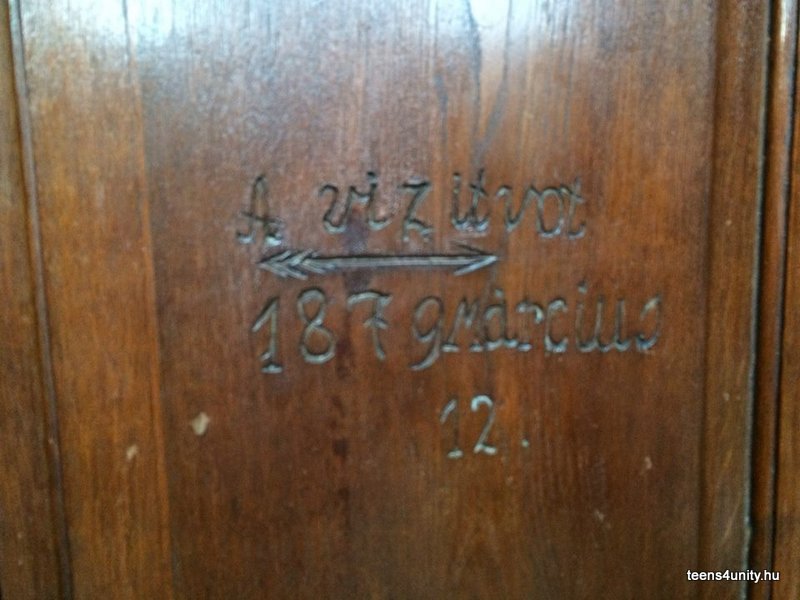 A viz itvot
1879 Március
12.
teens4unity.hu